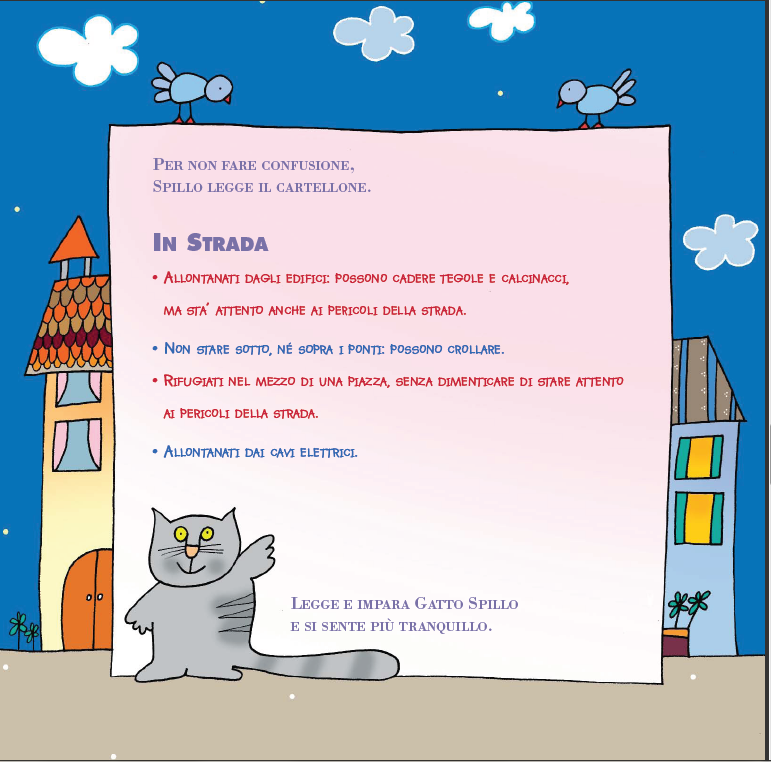 Per non fare confusione,
Spillo legge il cartellone.
In Strada
• Allontanati dagli edifici: possono cadere tegole e calcinacci,
ma sta' attento anche ai pericoli della strada.
• Non stare sotto, né sopra i ponti: possono crollare.
• Rifugiati nel mezzo di una piazza, senza dimenticare di stare attento
ai pericoli della strada.
• Allontanati dai cavi elettrici.
Legge e impara Gatto Spillo
e si sente più tranquillo.